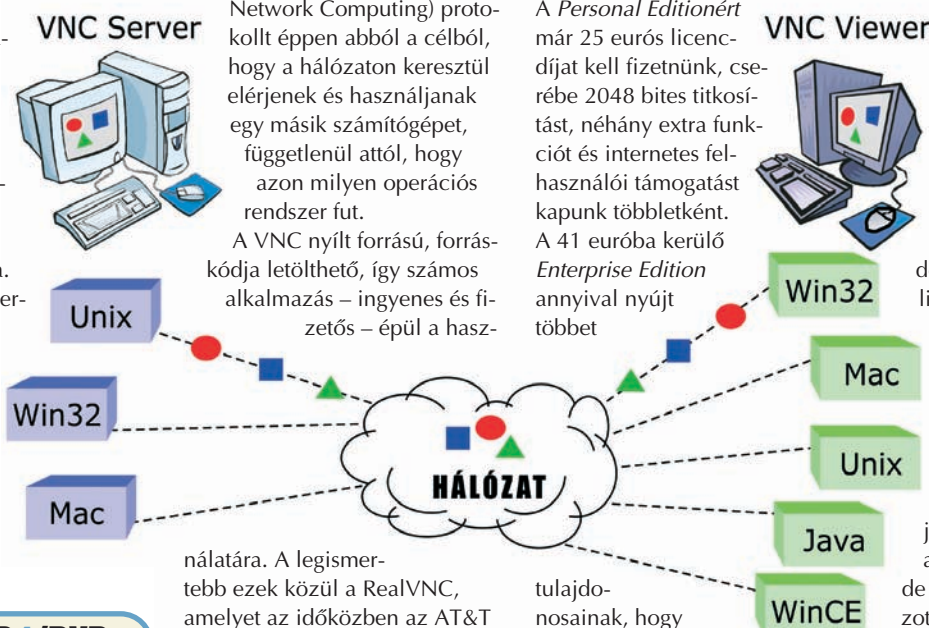 VNC Server
Network Computing) proto-
kollt éppen abból a célból,
hogy a hálózaton keresztül
elérjenek és használjanak
egy másik számítógépet,
függetlenül attól, hogy
azon milyen operációs
rendszer fut.
A VNC nyílt forrású, forrás-
kódja letölthető, így számos
alkalmazás – ingyenes és fi-
zetős – épül a hasz-
A Personal Editionért
már 25 eurós licenc-
díjat kell fizetnünk, cse-
rébe 2048 bites titkosí-
tást, néhány extra funk-
ciót és internetes fel-
használói támogatást
kapunk többletként.
A 41 euróba kerülő
Enterprise Edition
annyival nyújt
többet
VNC Viewer
Unix
Win32
Mac
HÁLÓZAT
Win32
Mac
Unix
Java
WinCE
nálatára. A legismer-
tebb ezek közül a RealVNC,
amelyet az időközben az AT&T
tulajdo-
nosainak, hogy
de